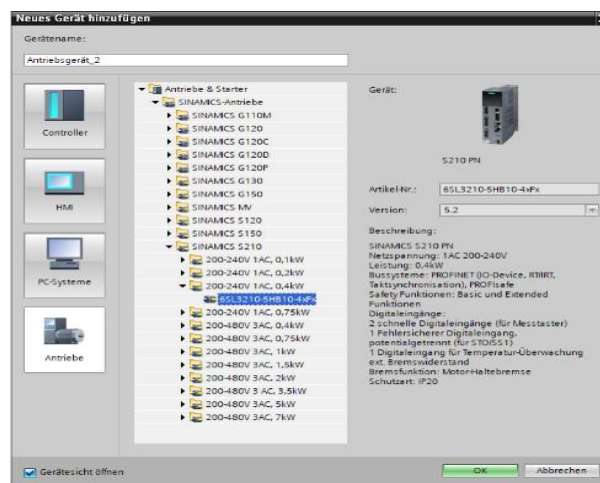 Neues Gerät hinzufügen
Gerätename:
Antriebsgerät_2
Controller
HMI
PC-Systeme
Antriebe
Antriebe & Starter
SINAMICS-Antriebe
SINAMICS G110M
SINAMICS G120
SINAMICS G120C
SINAMICS G120D
SINAMICS G120P
SINAMICS G130
SINAMICS G150
SINAMICS MV
SINAMICS S120
SINAMICS S150
SINAMICS S210
200-240V 1AC, 0,1kW
200-240V 1AC, 0,2kW
200-240V 1AC, 0,4kW
6SL3210-5HB10-4xFx
200-240V 1AC, 0,75kW
200-480V 3AC, 0,4kW
200-480V 3AC, 0,75kW
200-480V 3AC, 1kW
200-480V 3AC, 1,5kW
200-480V 3AC, 2kW
200-480V 3 AC, 3,5kW
200-480V 3AC, 5kW
200-480V 3AC, 7kW
Gerät:
S210 PN
Artikel-Nr.: 6SL3210-5HB10-4xFx
Version: 5.2
Beschreibung:
SINAMICS S210 PN
Netzspannung: 1AC 200-240V
Leistung: 0,4kW
Bussysteme: PROFINET (IO-Device, RT/IRT,
Taktsynchronisation), PROFIsafe
Safety Funktionen: Basic und Extended
Funktionen
Digitaleingänge:
2 schnelle Digitaleingänge (für Messtaster)
1 Fehlersicherer Digitaleingang,
potentialgetrennt (für STO/SS1)
1 Digitaleingang für Temperatur-Überwachung
ext. Bremswiderstand
Bremsfunktion: Motor-Haltebremse
Schutzart: IP20
Gerätesicht öffnen
OK
Abbrechen